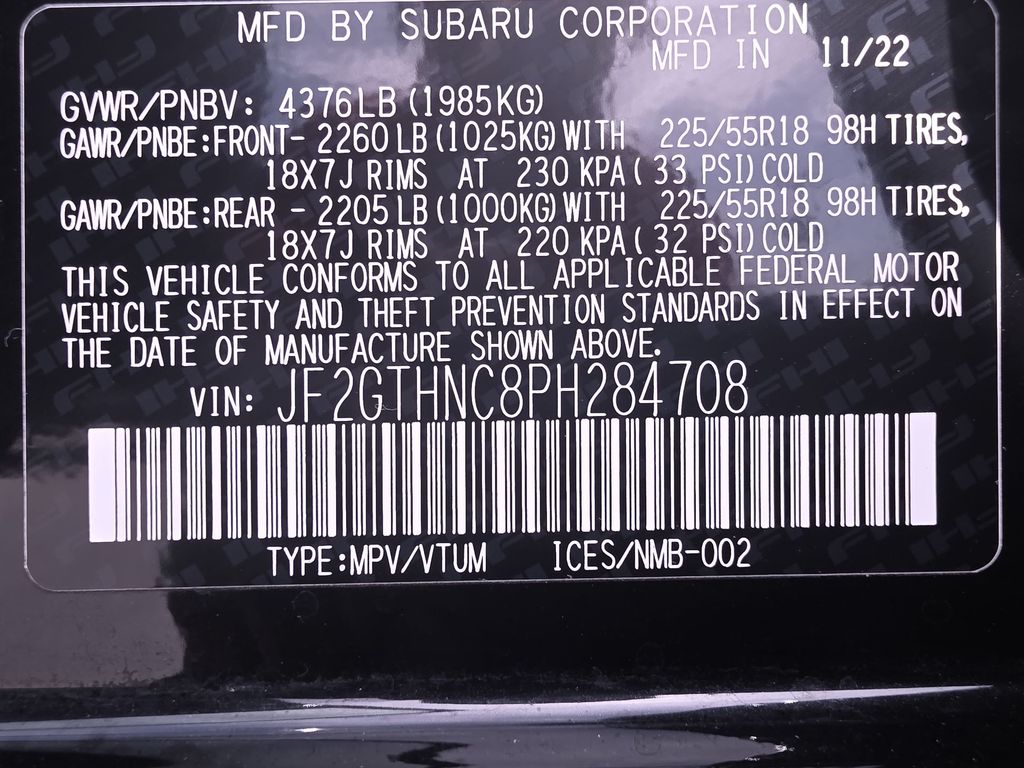 MFD BY SUBARU CORPORATION
MFD IN 11/22
GVWR/PNBV: 4376LB (1985KG)
GAWR/PNBE:FRONT- 2260LB (1025KG) WITH 225/55R18 98H TIRES,
18X7J RIMS AT 230 KPA( 33 PSI) COLD
GAWR/PNBE:REAR - 2205LB (1000KG) WITH 225/55R18 98H TIRES,
18X7J RIMS AT 220 KPA( 32 PSI) COLD
THIS VEHICLE CONFORMS TO ALL APPLICABLE FEDERAL MOTOR
VEHICLE SAFETY AND THEFT PREVENTION STANDARDS IN EFFECT ON
THE DATE OF MANUFACTURE SHOWN ABOVE.
VIN: JF2GTHNC8PH284708
TYPE:MPV/VTUM ICES/NMB-002